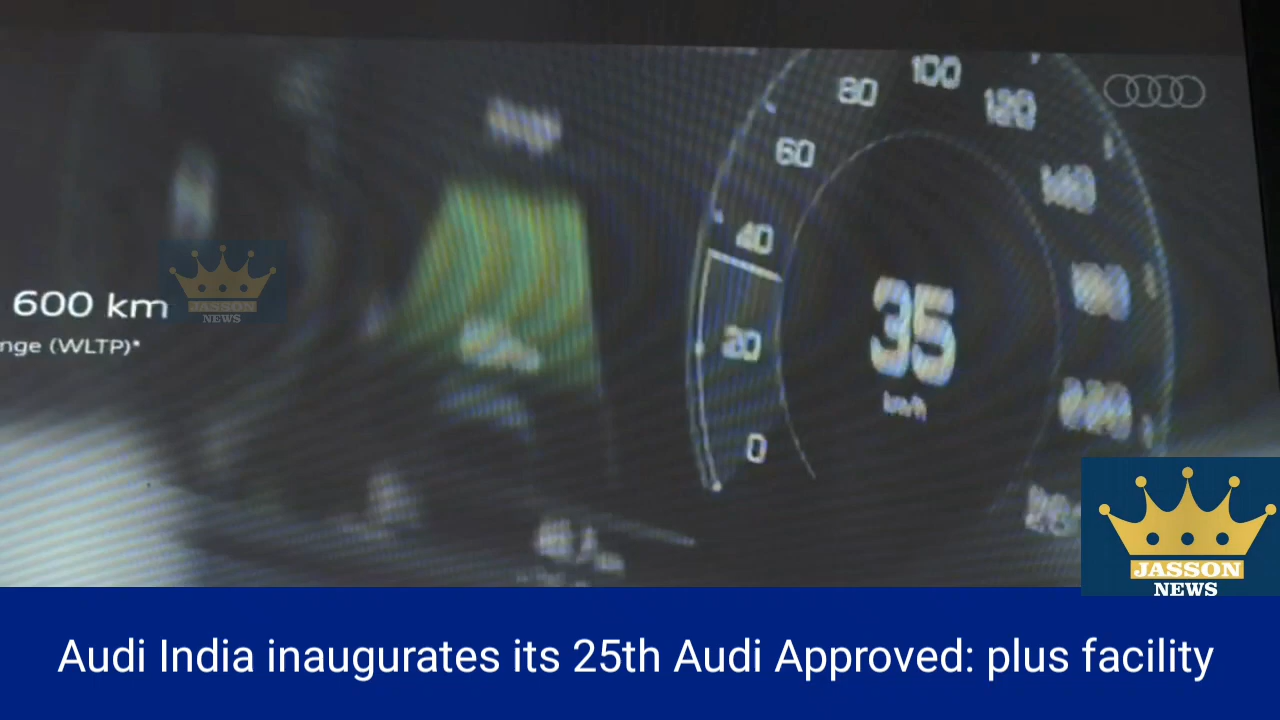 100
80
120
60
140
40
600 km
nge (WLTP)*
JASSON
NEWS
35
km/h
20
0
JASSON
NEWS
Audi India inaugurates its 25th Audi Approved: plus facility